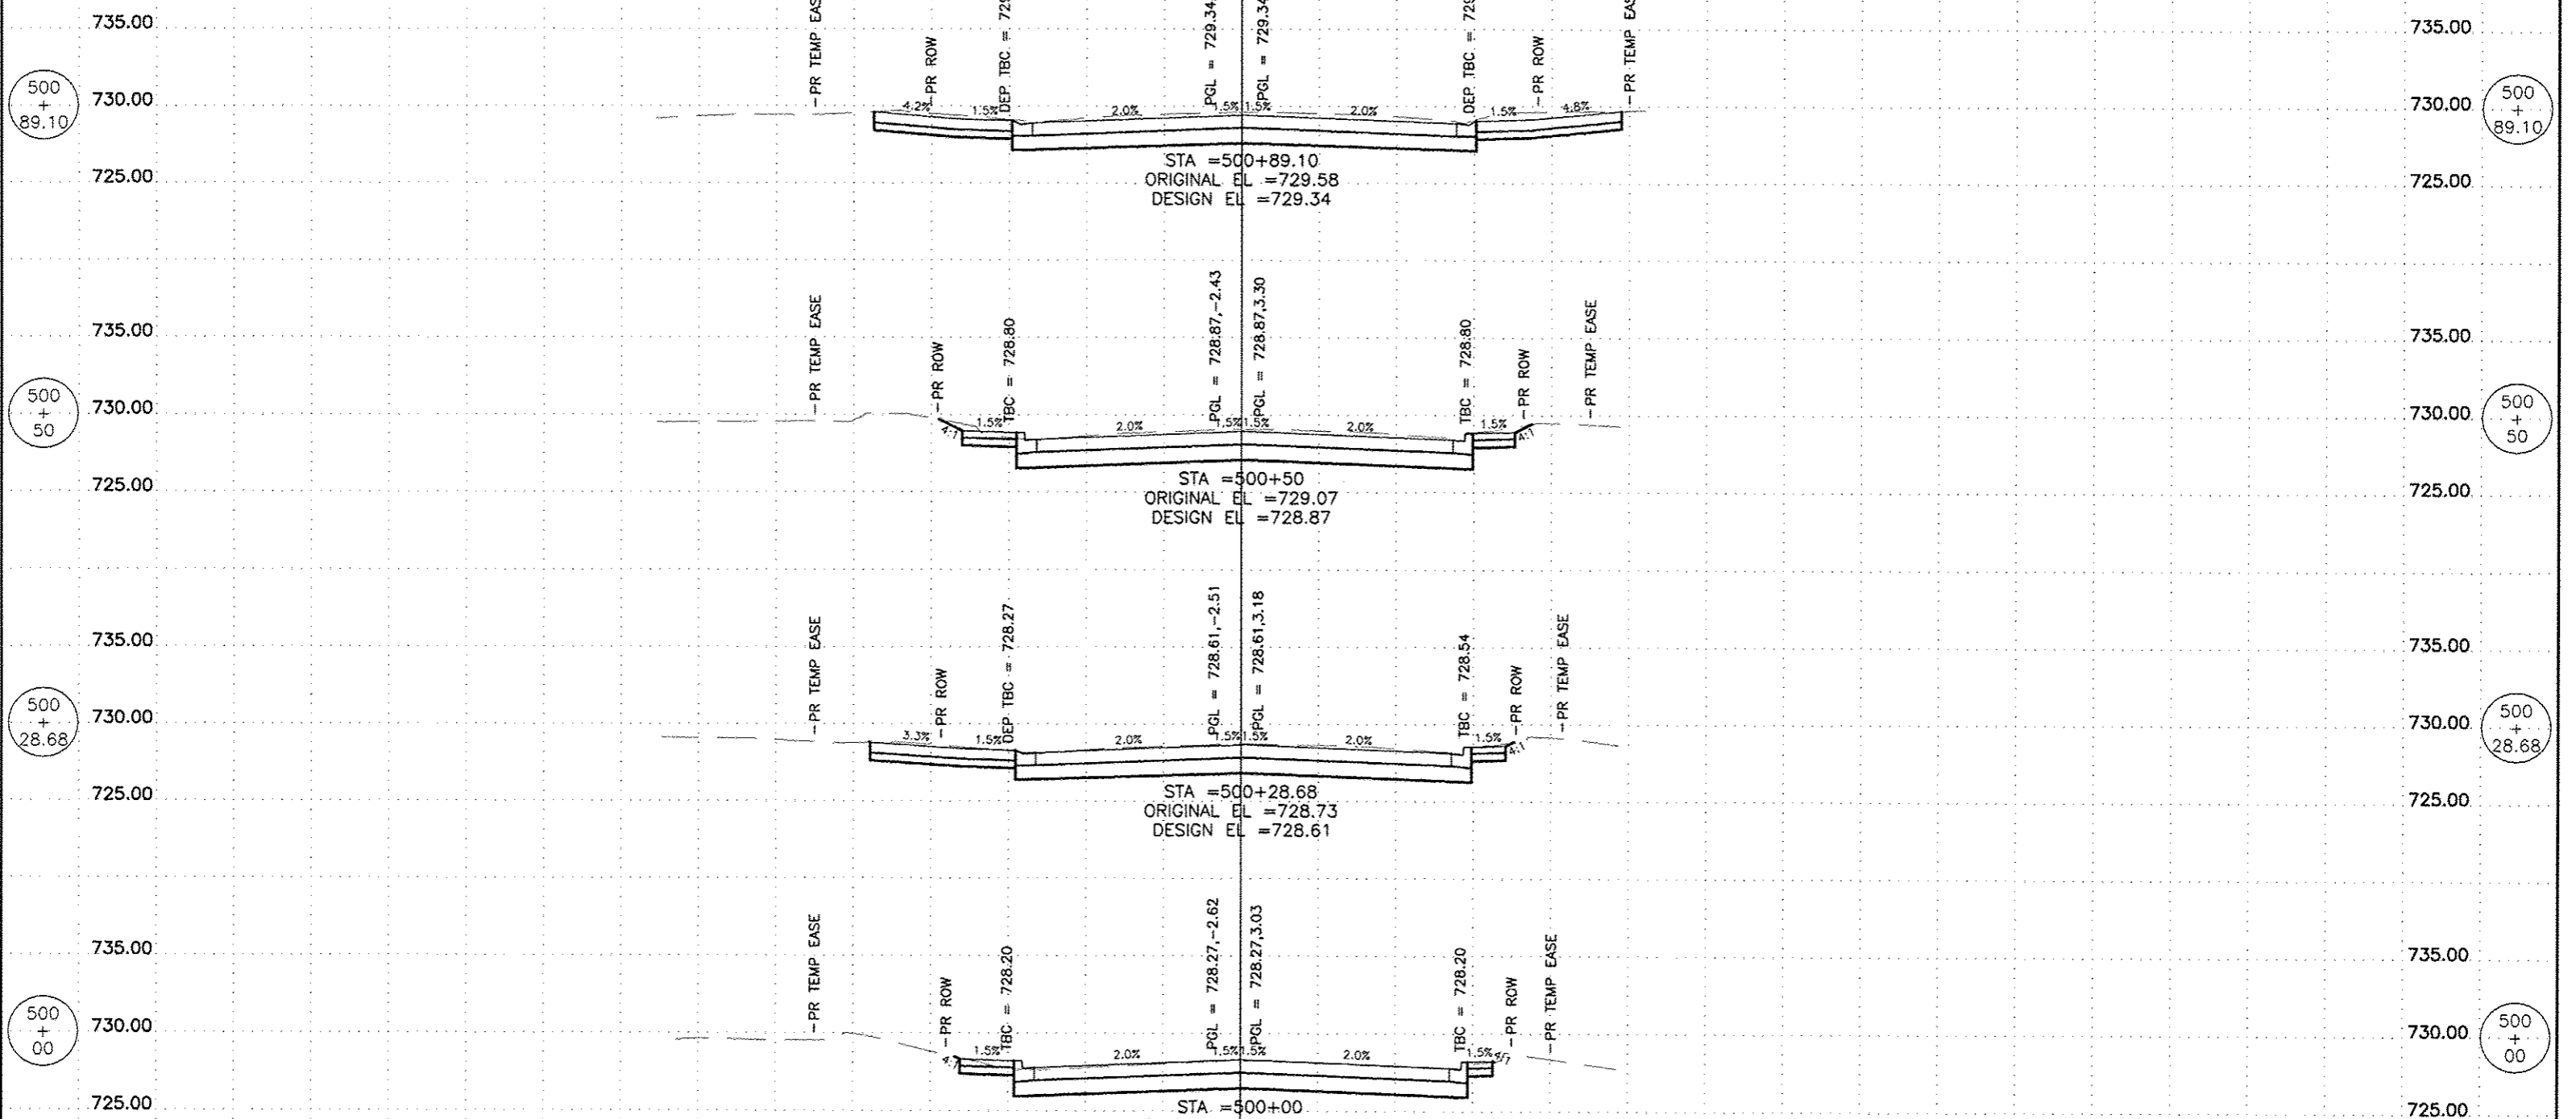 735.00
PR TEMP EAS
PR ROW
DEP TBC = 729
PGL = 729.34
PGL = 729.34
DEP TBC = 729
PR ROW
PR TEMP EAS
735.00
500
+
89.10
730.00
4.2%
1.5%
2.0%
1.5% 1.5%
2.0%
1.5%
4.8%
730.00
500
+
89.10
725.00
STA =500+89.10
ORIGINAL EL =729.58
DESIGN EL =729.34
725.00
735.00
PR TEMP EASE
PR ROW
TBC = 728.80
PGL = 728.87,-2.43
PGL = 728.87,3.30
TBC = 728.80
PR ROW
PR TEMP EASE
735.00
500
+
50
730.00
4:1
1.5%
2.0%
1.5% 1.5%
2.0%
1.5%
4:1
730.00
500
+
50
725.00
STA =500+50
ORIGINAL EL =729.07
DESIGN EL =728.87
725.00
735.00
PR TEMP EASE
PR ROW
DEP TBC = 728.27
PGL = 728.61,-2.51
PGL = 728.61,3.18
TBC = 728.54
PR ROW
PR TEMP EASE
735.00
500
+
28.68
730.00
3.3%
1.5%
2.0%
1.5% 1.5%
2.0%
1.5%
4:1
730.00
500
+
28.68
725.00
STA =500+28.68
ORIGINAL EL =728.73
DESIGN EL =728.61
725.00
735.00
PR TEMP EASE
PR ROW
TBC = 728.20
PGL = 728.27,-2.62
PGL = 728.27,3.03
TBC = 728.20
PR ROW
PR TEMP EASE
735.00
500
+
00
730.00
4:1
1.5%
2.0%
1.5% 1.5%
2.0%
1.5%
730.00
500
+
00
725.00
STA =500+00
725.00